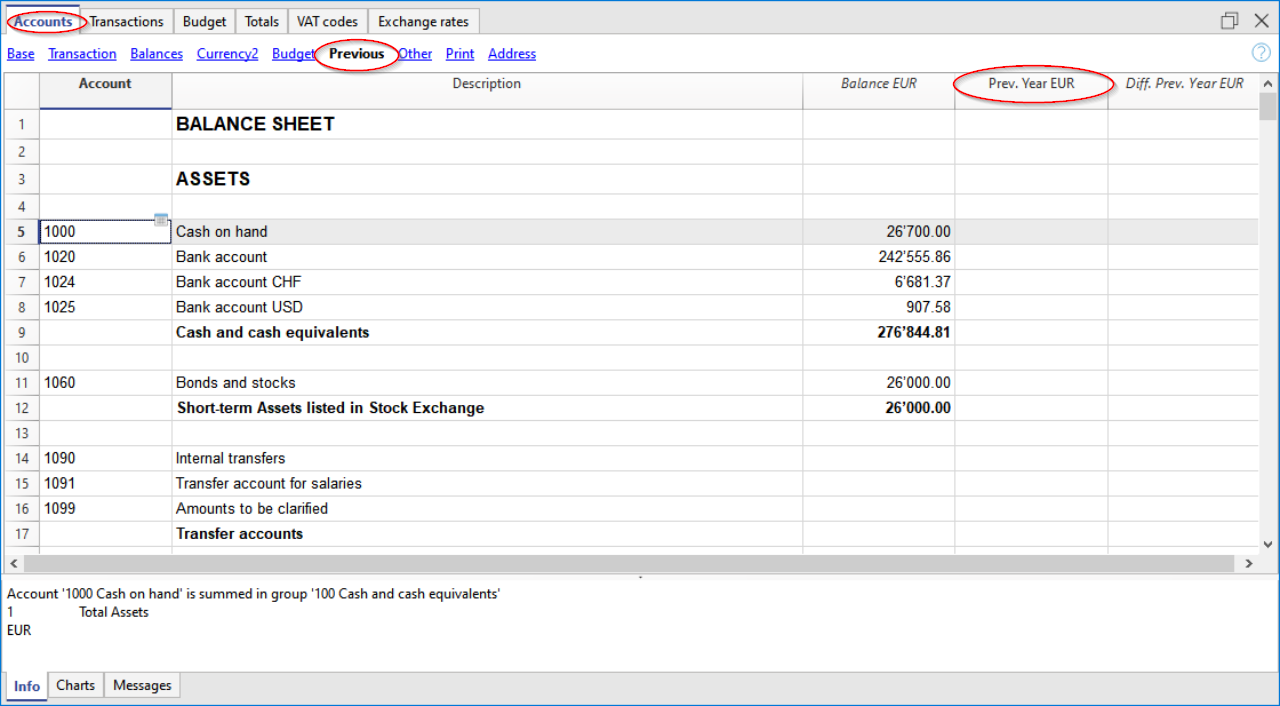 Accounts Transactions Budget Totals VAT codes Exchange rates
Base Transaction Balances Currency2 Budget Previous Other Print Address ?
Account Description Balance EUR Prev. Year EUR Diff. Prev. Year EUR
1 BALANCE SHEET
2
3 ASSETS
4
5 1000 Cash on hand 26'700.00
6 1020 Bank account 242'555.86
7 1024 Bank account CHF 6'681.37
8 1025 Bank account USD 907.58
9 Cash and cash equivalents 276'844.81
10
11 1060 Bonds and stocks 26'000.00
12 Short-term Assets listed in Stock Exchange 26'000.00
13
14 1090 Internal transfers
15 1091 Transfer account for salaries
16 1099 Amounts to be clarified
17 Transfer accounts
Account '1000 Cash on hand' is summed in group '100 Cash and cash equivalents'
1 Total Assets
EUR
Info Charts Messages